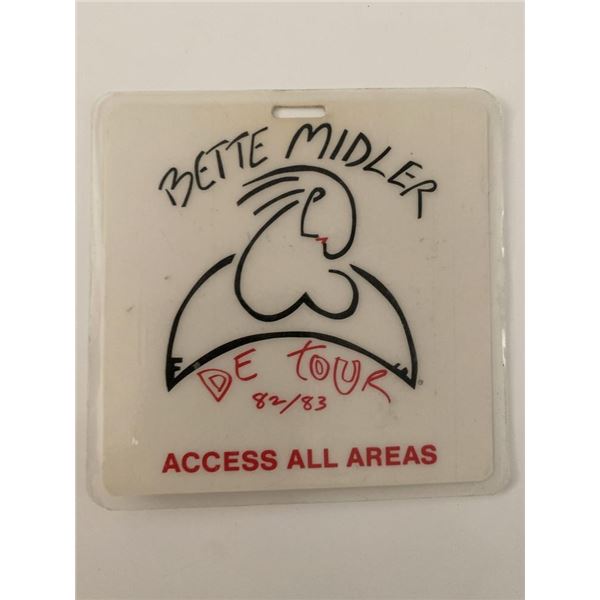 BETTE MIDLER
DE TOUR
82/83
ACCESS ALL AREAS